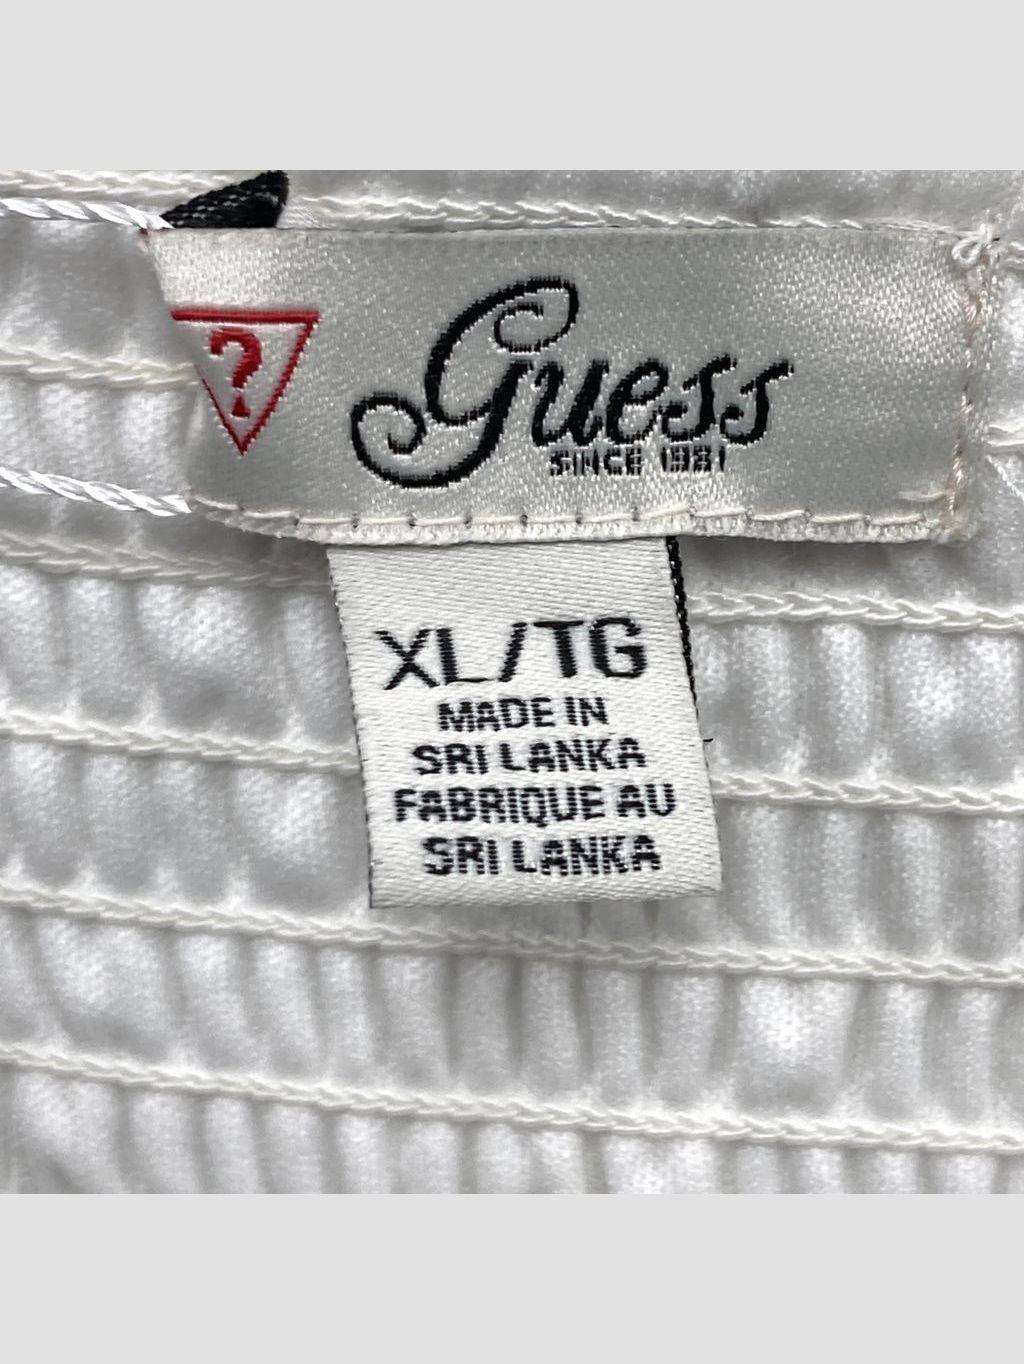 ?
Guess
SINCE 1981
XL/TG
MADE IN
SRI LANKA
FABRIQUE AU
SRI LANKA